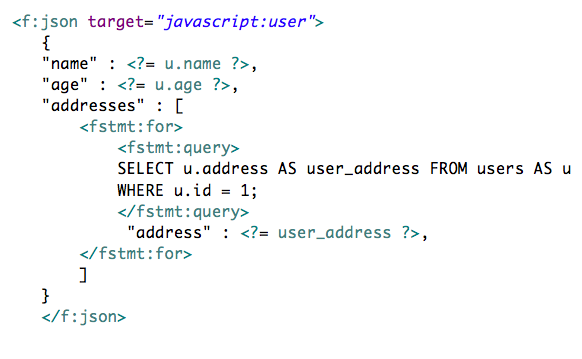 <f:json target="javascript:user">
{
"name" : <?= u.name ?>,
"age" : <?= u.age ?>,
"addresses" : [
<fstmt:for>
<fstmt:query>
SELECT u.address AS user_address FROM users AS u
WHERE u.id = 1;
</fstmt:query>
"address" : <?= user_address ?>,
</fstmt:for>
]
}
</f:json>